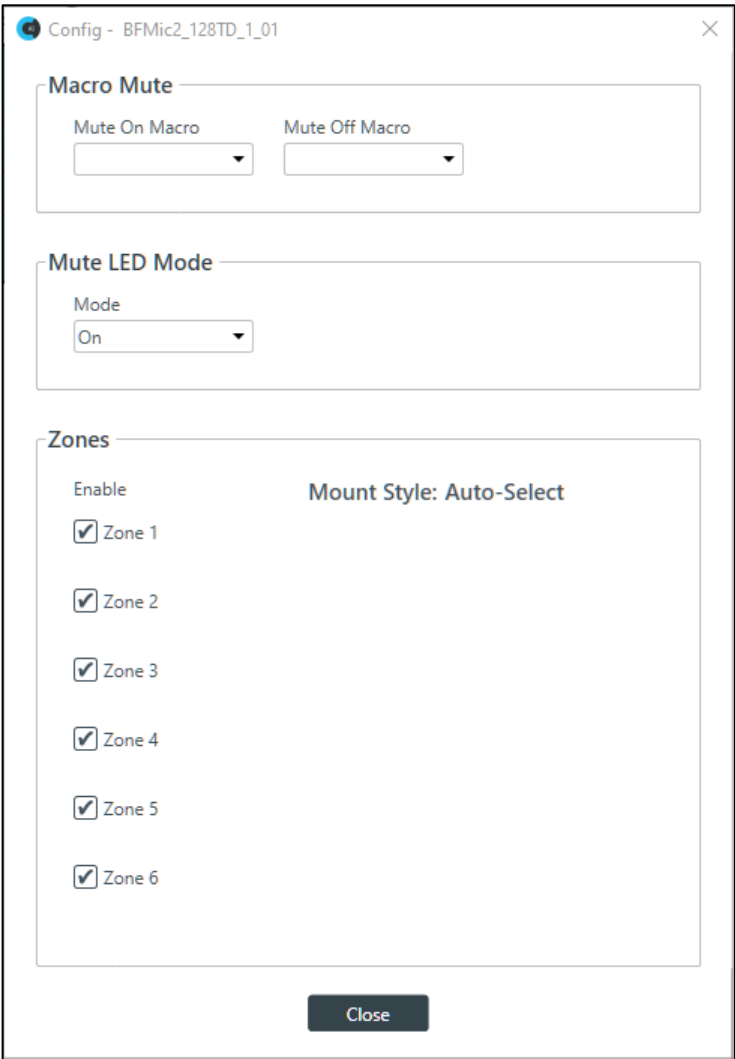 Config - BFMic2_128TD_1_01
Macro Mute
Mute On Macro Mute Off Macro
Mute LED Mode
Mode
On
Zones
Enable Mount Style: Auto-Select
Zone 1
Zone 2
Zone 3
Zone 4
Zone 5
Zone 6
Close